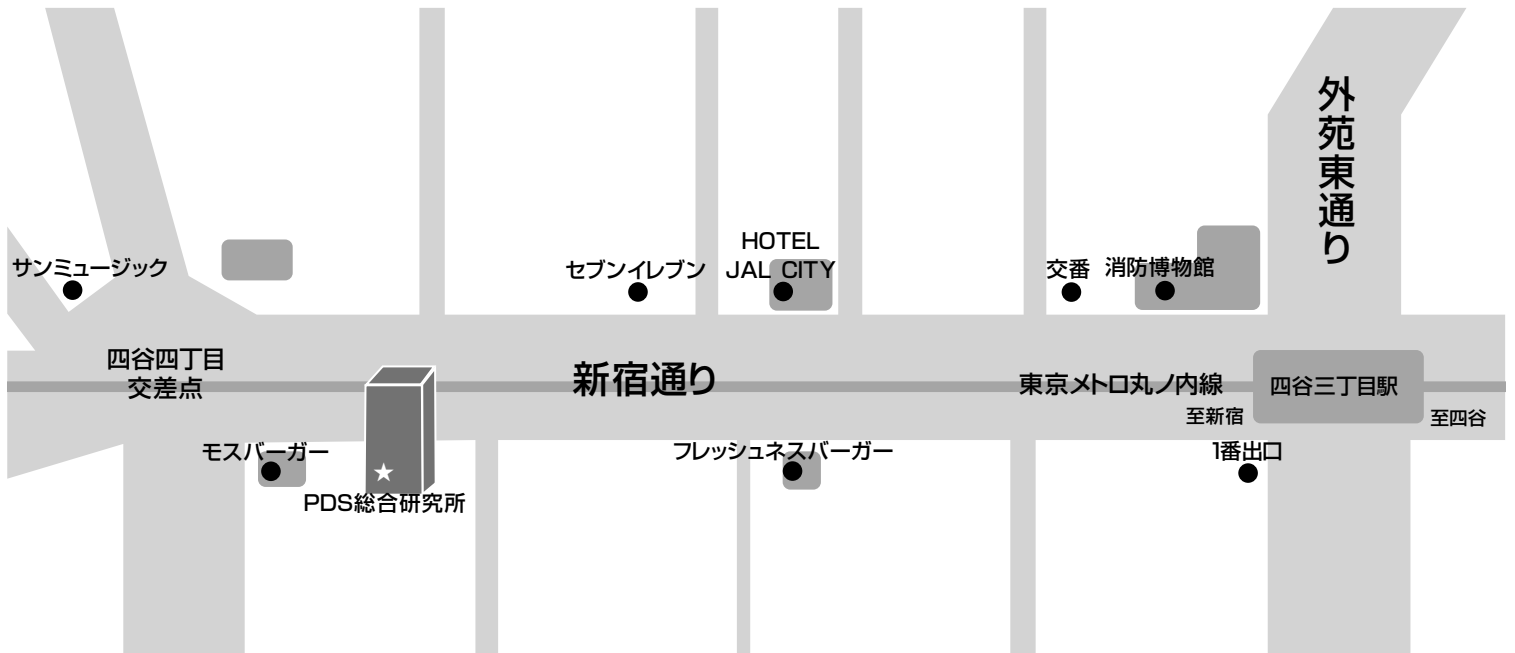 外苑東通り
HOTEL
JAL CITY
サンミュージック
セブンイレブン
交番
消防博物館
四谷四丁目
交差点
新宿通り
東京メトロ丸ノ内線
四谷三丁目駅
至新宿
至四谷
モスバーガー
フレッシュネスバーガー
1番出口
PDS総合研究所